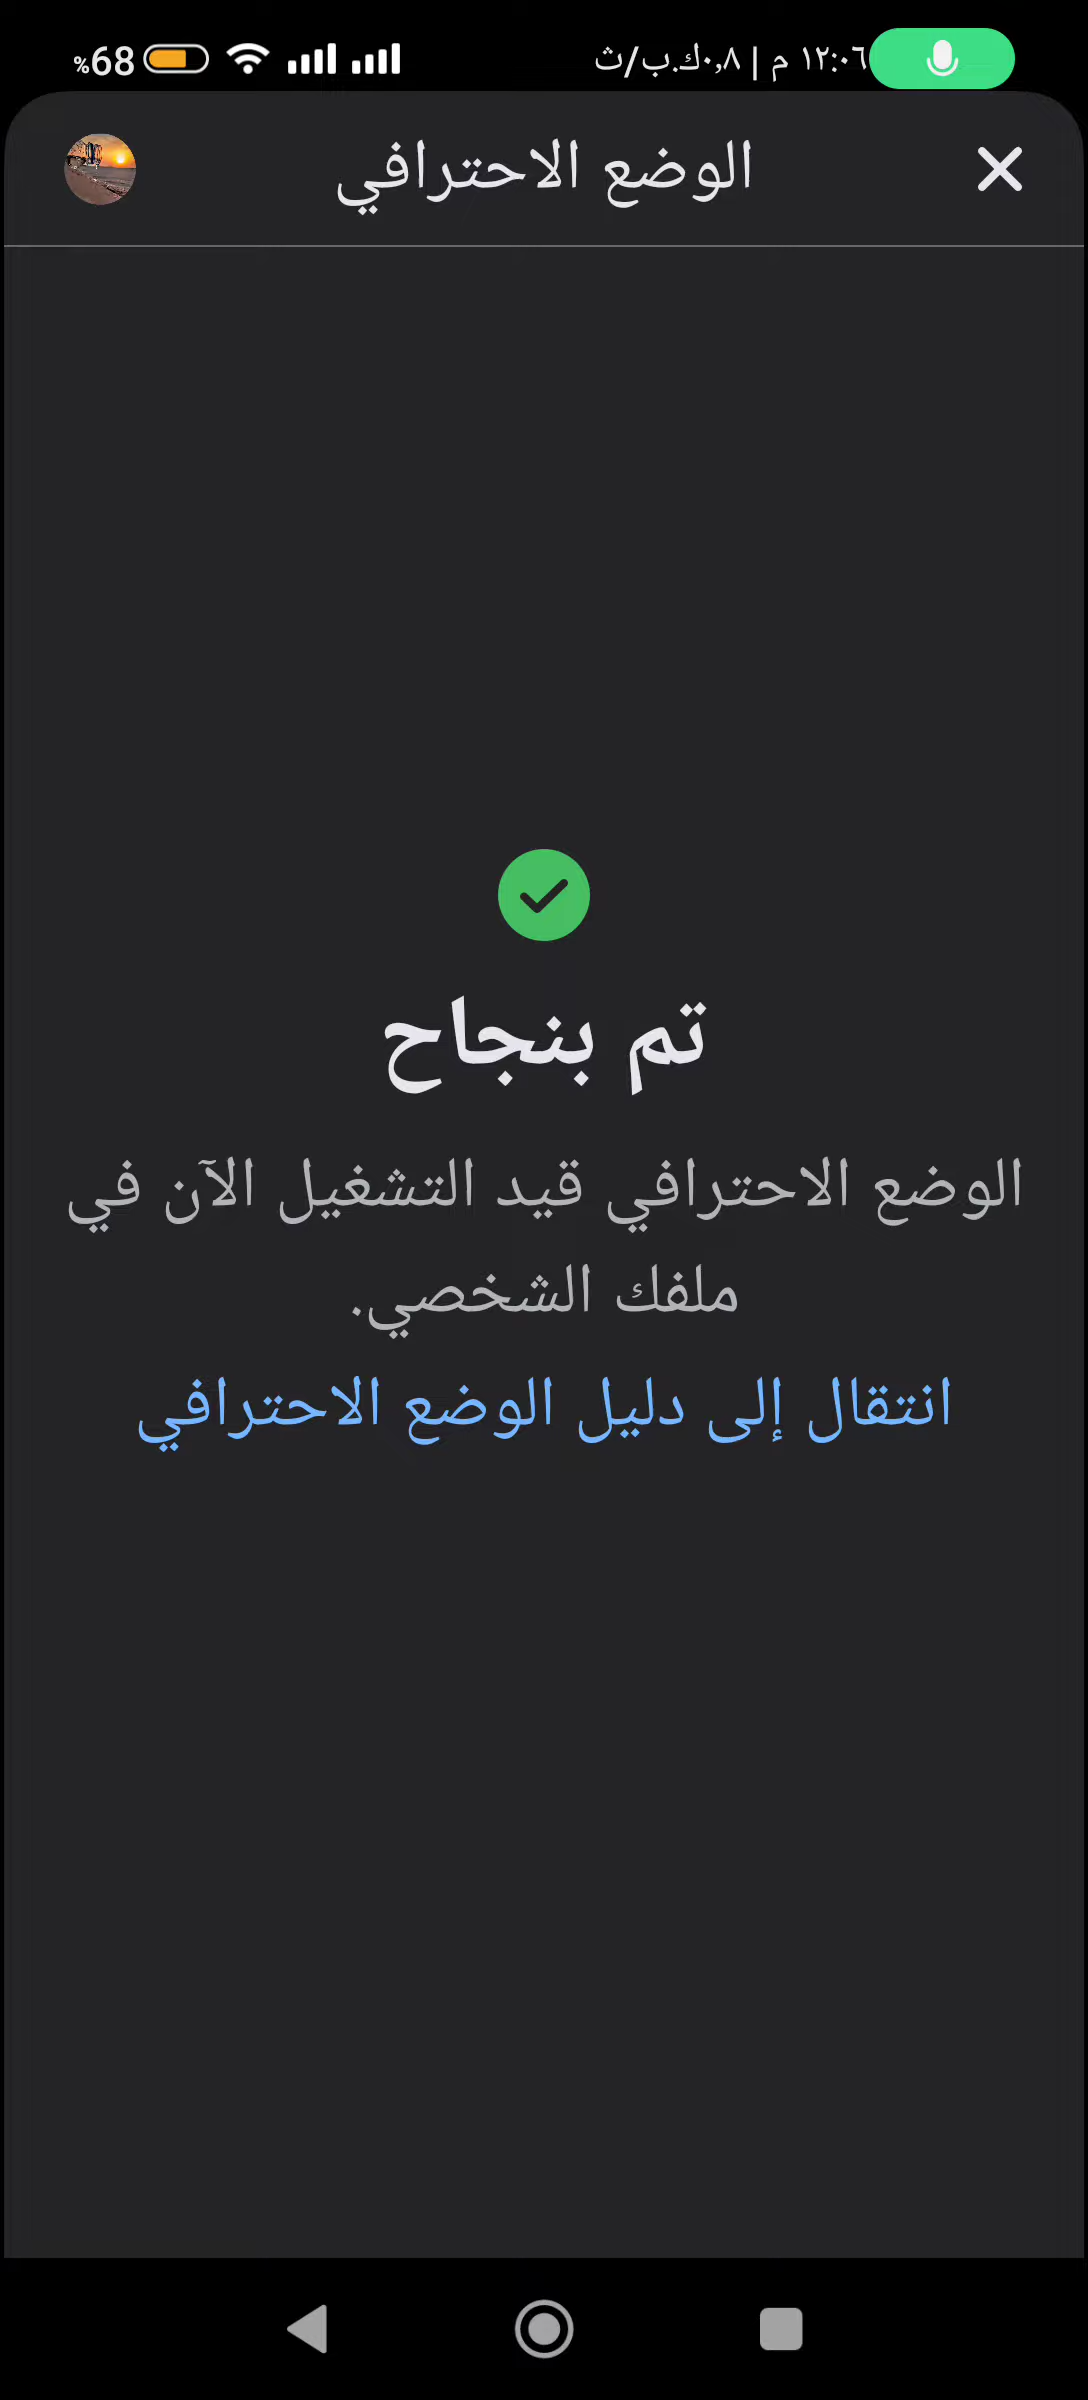 ١٢:٠٦ م | ٠,٨ك.ب/ث
68%
الوضع الاحترافي
تم بنجاح
الوضع الاحترافي قيد التشغيل الآن في
ملفك الشخصي.
انتقال إلى دليل الوضع الاحترافي